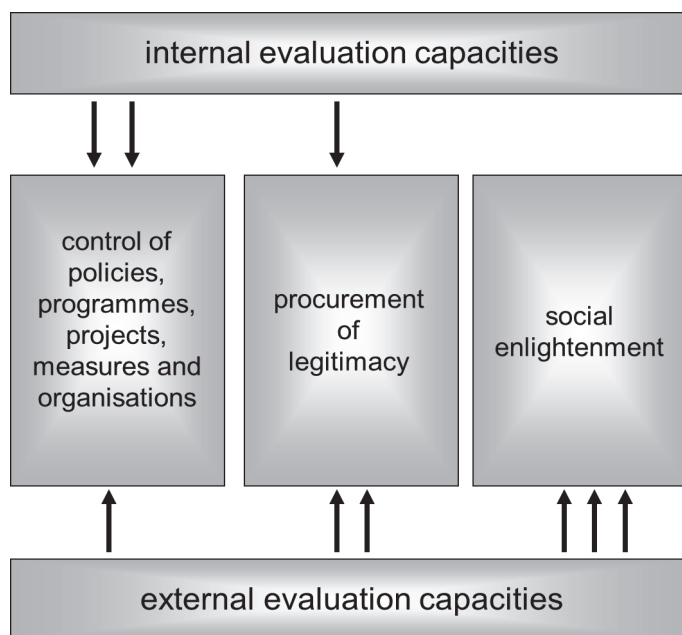 internal evaluation capacities
control of
policies,
programmes,
projects,
measures and
organisations
procurement
of
legitimacy
social
enlightenment
external evaluation capacities